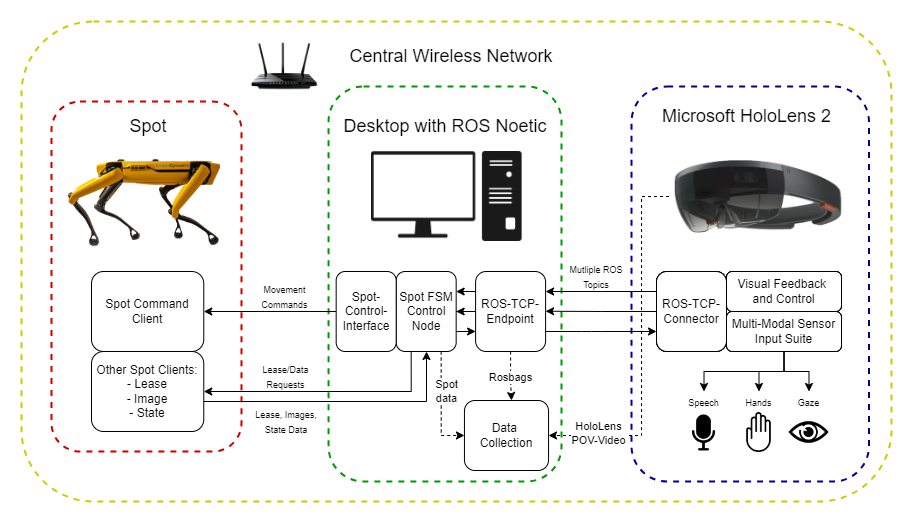 Central Wireless Network
Spot
Desktop with ROS Noetic
Microsoft HoloLens 2
Spot Command
Client
Other Spot Clients:
- Lease
- Image
- State
Movement
Commands
Lease/Data
Requests
Lease, Images,
State Data
Spot-
Control-
Interface
Spot FSM
Control
Node
ROS-TCP-
Endpoint
Spot
data
Rosbags
Data
Collection
Mutliple ROS
Topics
HoloLens
POV-Video
ROS-TCP-
Connector
Visual Feedback
and Control
Multi-Modal Sensor
Input Suite
Speech
Hands
Gaze